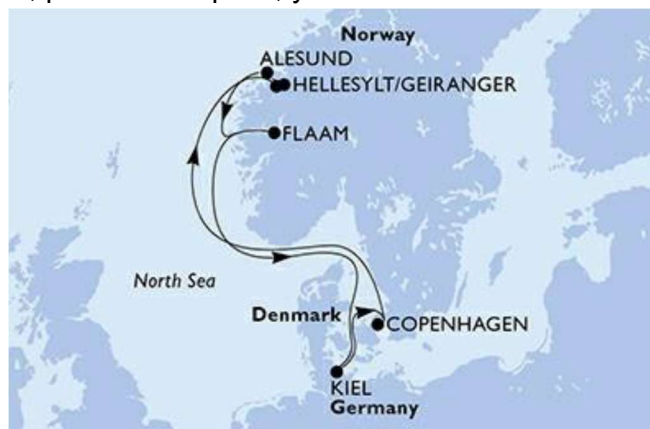 Norway
ALESUND
HELLESYLT/GEIRANGER
FLAAM
North Sea
Denmark
COPENHAGEN
KIEL
Germany